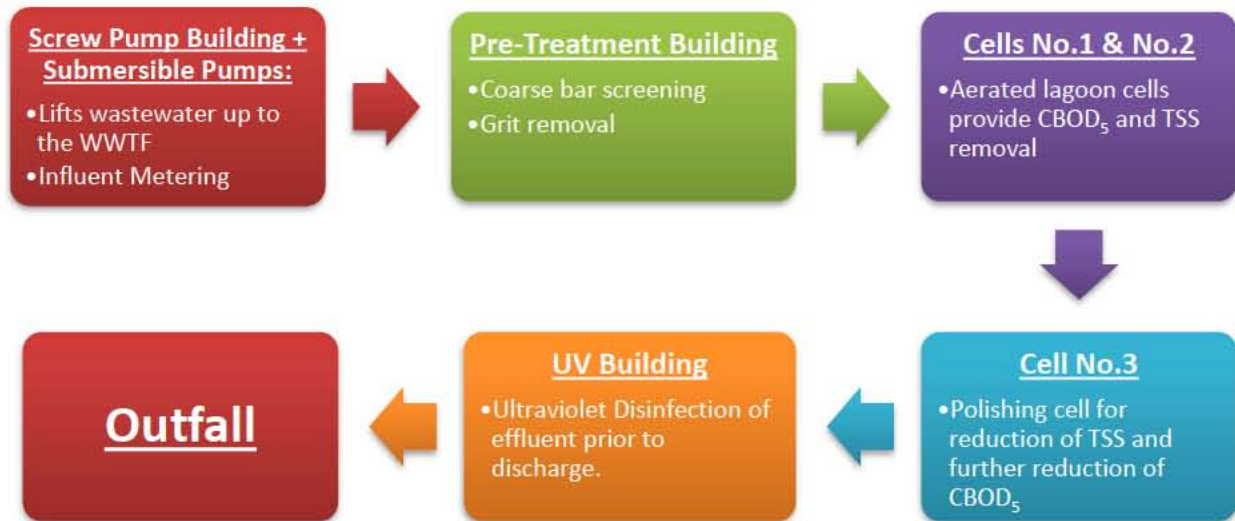 Screw Pump Building +
Submersible Pumps:
•Lifts wastewater up to
the WWTF
•Influent Metering
Pre-Treatment Building
•Coarse bar screening
•Grit removal
Cells No.1 & No.2
•Aerated lagoon cells
provide CBOD₅ and TSS
removal
Cell No.3
•Polishing cell for
reduction of TSS and
further reduction of
CBOD₅
UV Building
•Ultraviolet Disinfection of
effluent prior to
discharge.
Outfall